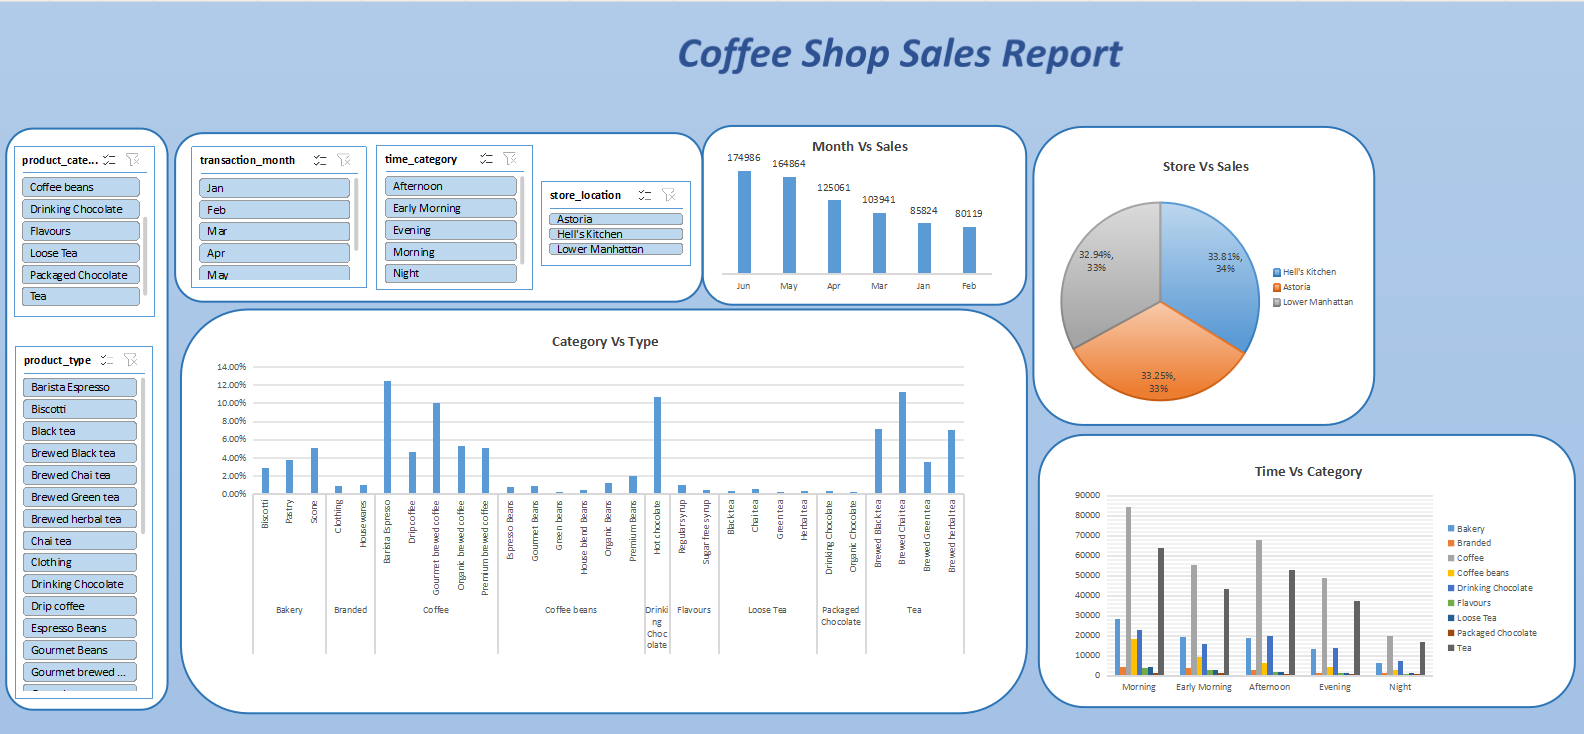 Coffee Shop Sales Report
product_cate...
Coffee beans
Drinking Chocolate
Flavours
Loose Tea
Packaged Chocolate
Tea
product_type
Barista Espresso
Biscotti
Black tea
Brewed Black tea
Brewed Chai tea
Brewed Green tea
Brewed herbal tea
Chai tea
Clothing
Drinking Chocolate
Drip coffee
Espresso Beans
Gourmet Beans
Gourmet brewed ...
transaction_month
Jan
Feb
Mar
Apr
May
time_category
Afternoon
Early Morning
Evening
Morning
Night
store_location
Astoria
Hell's Kitchen
Lower Manhattan
Month Vs Sales
174986
164864
125061
103941
85824
80119
Jun
May
Apr
Mar
Jan
Feb
Store Vs Sales
32.94%,
33%
33.81%,
34%
33.25%,
33%
Hell's Kitchen
Astoria
Lower Manhattan
Category Vs Type
14.00%
12.00%
10.00%
8.00%
6.00%
4.00%
2.00%
0.00%
Biscotti
Pastry
Scone
Clothing
Housewares
Barista Espresso
Drip coffee
Gourmet brewed coffee
Organic brewed coffee
Premium brewed coffee
Espresso Beans
Gourmet Beans
Green beans
House blend Beans
Organic Beans
Premium Beans
Hot chocolate
Regular syrup
Sugar free syrup
Black tea
Chai tea
Green tea
Herbal tea
Drinking Chocolate
Organic Chocolate
Brewed Black tea
Brewed Chai tea
Brewed Green tea
Brewed herbal tea
Bakery
Branded
Coffee
Coffee beans
Drinki
ng
Choc
olate
Flavours
Loose Tea
Packaged
Chocolate
Tea
Time Vs Category
90000
80000
70000
60000
50000
40000
30000
20000
10000
0
Morning
Early Morning
Afternoon
Evening
Night
Bakery
Branded
Coffee
Coffee beans
Drinking Chocolate
Flavours
Loose Tea
Packaged Chocolate
Tea